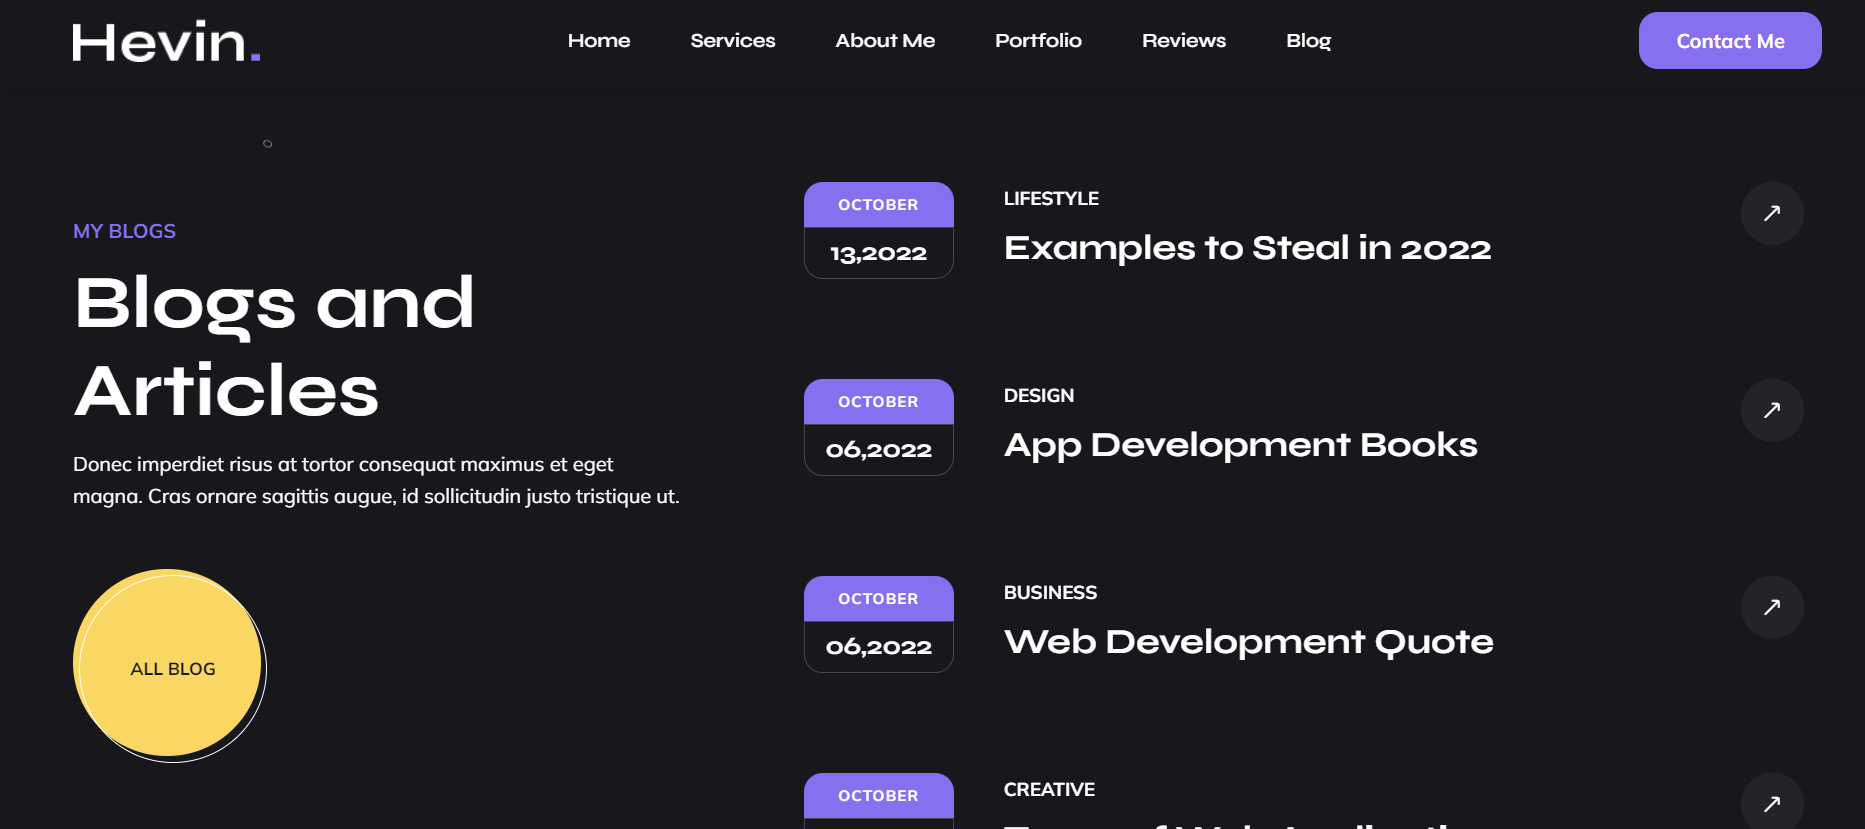 Hevin.
Home Services About Me Portfolio Reviews Blog
Contact Me
MY BLOGS
Blogs and
Articles
Donec imperdiet risus at tortor consequat maximus et eget
magna. Cras ornare sagittis augue, id sollicitudin justo tristique ut.
ALL BLOG
OCTOBER
13,2022
LIFESTYLE
Examples to Steal in 2022
OCTOBER
06,2022
DESIGN
App Development Books
OCTOBER
06,2022
BUSINESS
Web Development Quote
OCTOBER
CREATIVE